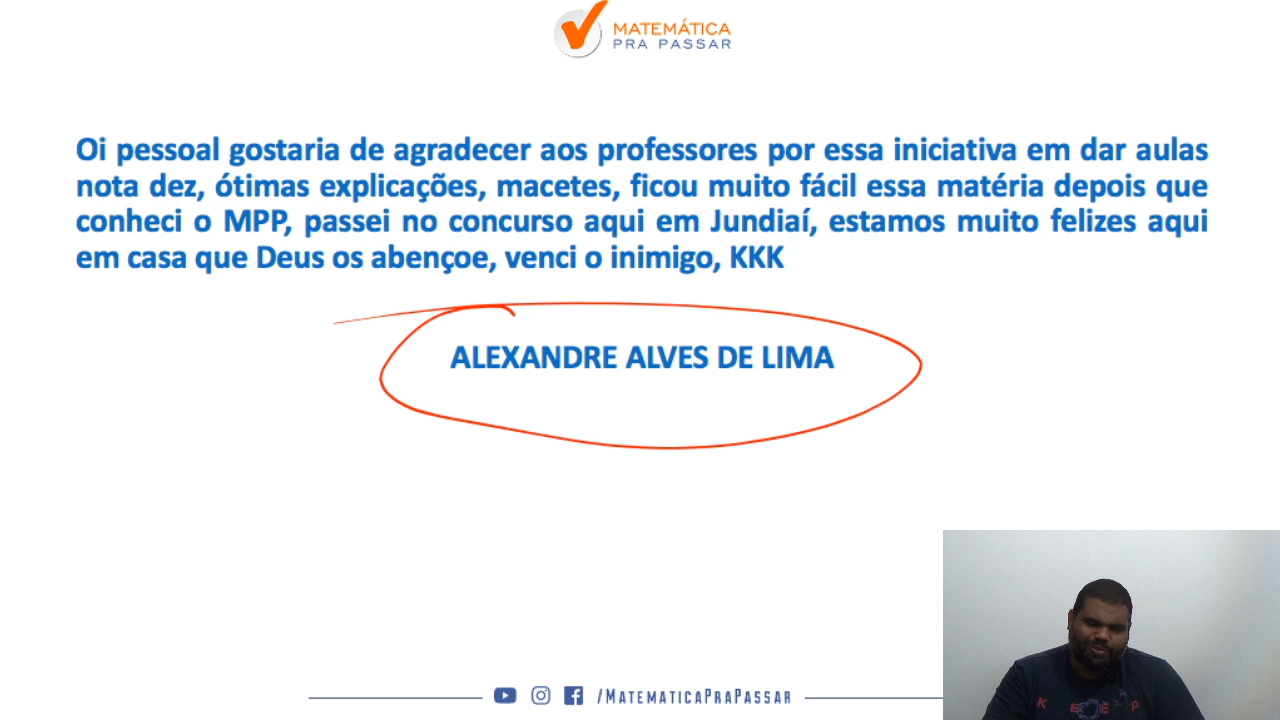 MATEMÁTICA
PRA PASSAR
Oi pessoal gostaria de agradecer aos professores por essa iniciativa em dar aulas
nota dez, ótimas explicações, macetes, ficou muito fácil essa matéria depois que
conheci o MPP, passei no concurso aqui em Jundiaí, estamos muito felizes aqui
em casa que Deus os abençoe, venci o inimigo, KKK
ALEXANDRE ALVES DE LIMA
/MATEMATICAPRAPASSAR